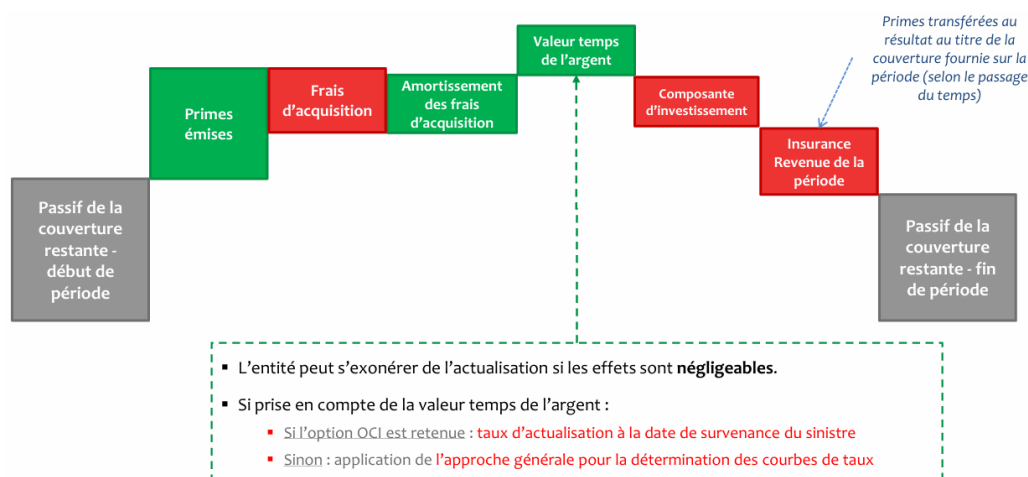 Primes transférées au
résultat au titre de la
couverture fournie sur la
période (selon le passage
du temps)
Valeur temps
de l'argent
Primes
émises
Frais
d'acquisition
Amortissement
des frais
d'acquisition
Composante
d'investissement
Insurance
Revenue de la
période
Passif de la
couverture
restante -
début de
période
Passif de la
couverture
restante - fin
de période
▪ L'entité peut s'exonérer de l'actualisation si les effets sont négligeables.
▪ Si prise en compte de la valeur temps de l'argent :
▪ Si l'option OCI est retenue : taux d'actualisation à la date de survenance du sinistre
▪ Sinon : application de l'approche générale pour la détermination des courbes de taux